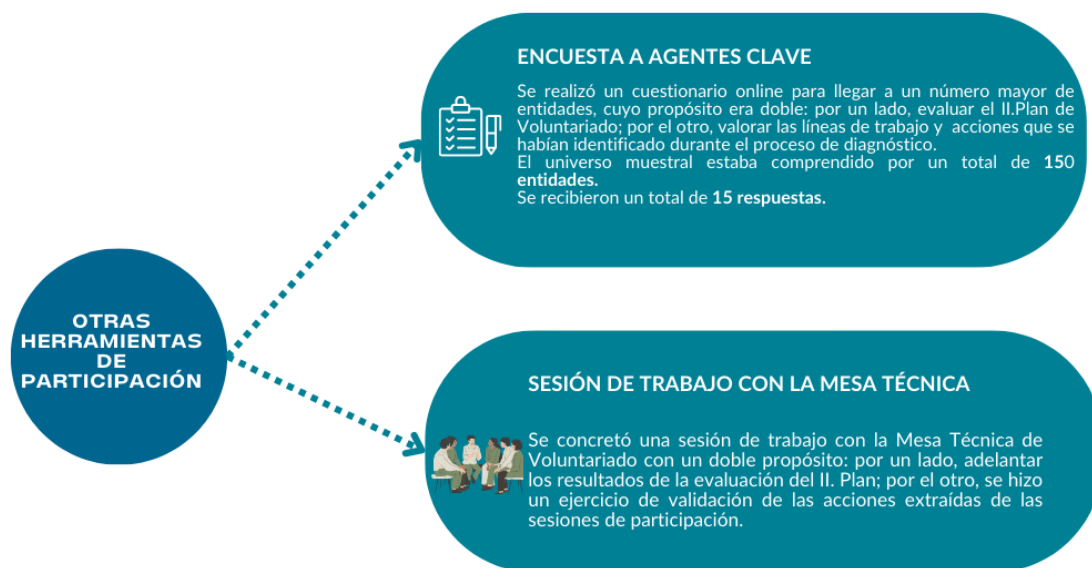 OTRAS
HERRAMIENTAS
DE
PARTICIPACIÓN
ENCUESTA A AGENTES CLAVE
Se realizó un cuestionario online para llegar a un número mayor de
entidades, cuyo propósito era doble: por un lado, evaluar el II.Plan de
Voluntariado; por el otro, valorar las líneas de trabajo y acciones que se
habían identificado durante el proceso de diagnóstico.
El universo muestral estaba comprendido por un total de 150
entidades.
Se recibieron un total de 15 respuestas.
SESIÓN DE TRABAJO CON LA MESA TÉCNICA
Se concretó una sesión de trabajo con la Mesa Técnica de
Voluntariado con un doble propósito: por un lado, adelantar
los resultados de la evaluación del II. Plan; por el otro, se hizo
un ejercicio de validación de las acciones extraídas de las
sesiones de participación.